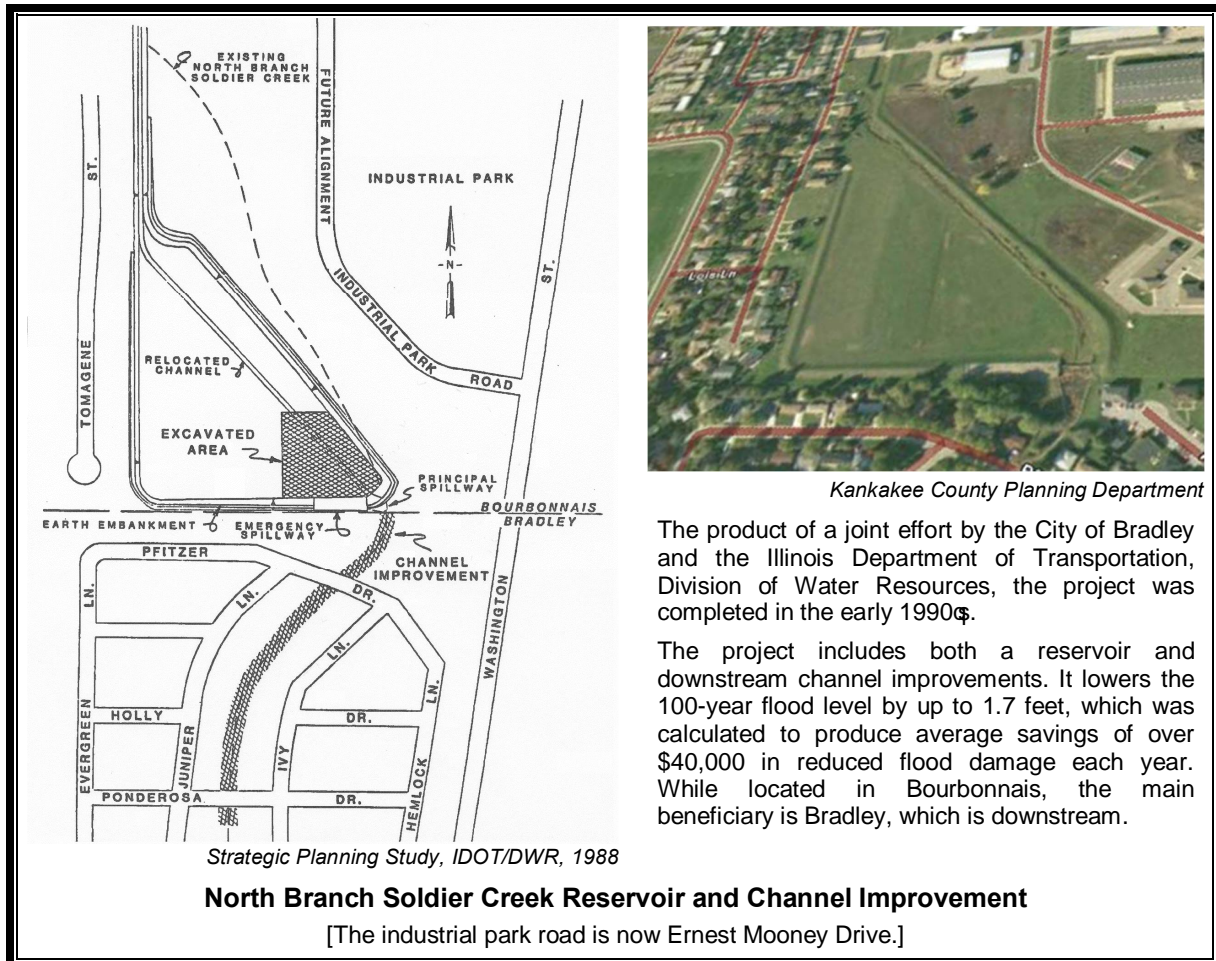 EXISTING
NORTH BRANCH
SOLDIER CREEK
FUTURE ALIGNMENT
ST.
INDUSTRIAL PARK
-N-
ST.
INDUSTRIAL PARK
ROAD
TOMAGENE
RELOCATED
CHANNEL
EXCAVATED
AREA
PRINCIPAL
SPILLWAY
BOURBONNAIS
BRADLEY
EARTH EMBANKMENT
EMERGENCY
SPILLWAY
CHANNEL
IMPROVEMENT
PFITZER
DR.
LN.
LN.
LN.
LN.
WASHINGTON
HOLLY
DR.
EVERGREEN
JUNIPER
IVY
HEMLOCK
PONDEROSA
DR.
Strategic Planning Study, IDOT/DWR, 1988
Kankakee County Planning Department
The product of a joint effort by the City of Bradley
and the Illinois Department of Transportation,
Division of Water Resources, the project was
completed in the early 1990s.
The project includes both a reservoir and
downstream channel improvements. It lowers the
100-year flood level by up to 1.7 feet, which was
calculated to produce average savings of over
$40,000 in reduced flood damage each year.
While located in Bourbonnais, the main
beneficiary is Bradley, which is downstream.
North Branch Soldier Creek Reservoir and Channel Improvement
[The industrial park road is now Ernest Mooney Drive.]